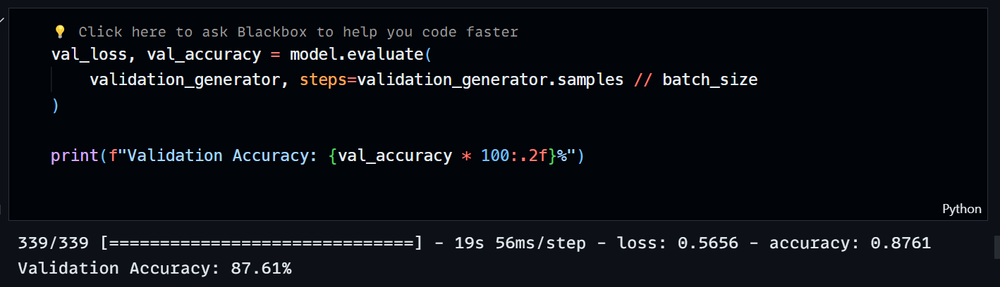 💡 Click here to ask Blackbox to help you code faster
val_loss, val_accuracy = model.evaluate(
    validation_generator, steps=validation_generator.samples // batch_size
)
print(f"Validation Accuracy: {val_accuracy * 100:.2f}%")
Python
339/339 [==============================] - 19s 56ms/step - loss: 0.5656 - accuracy: 0.8761
Validation Accuracy: 87.61%